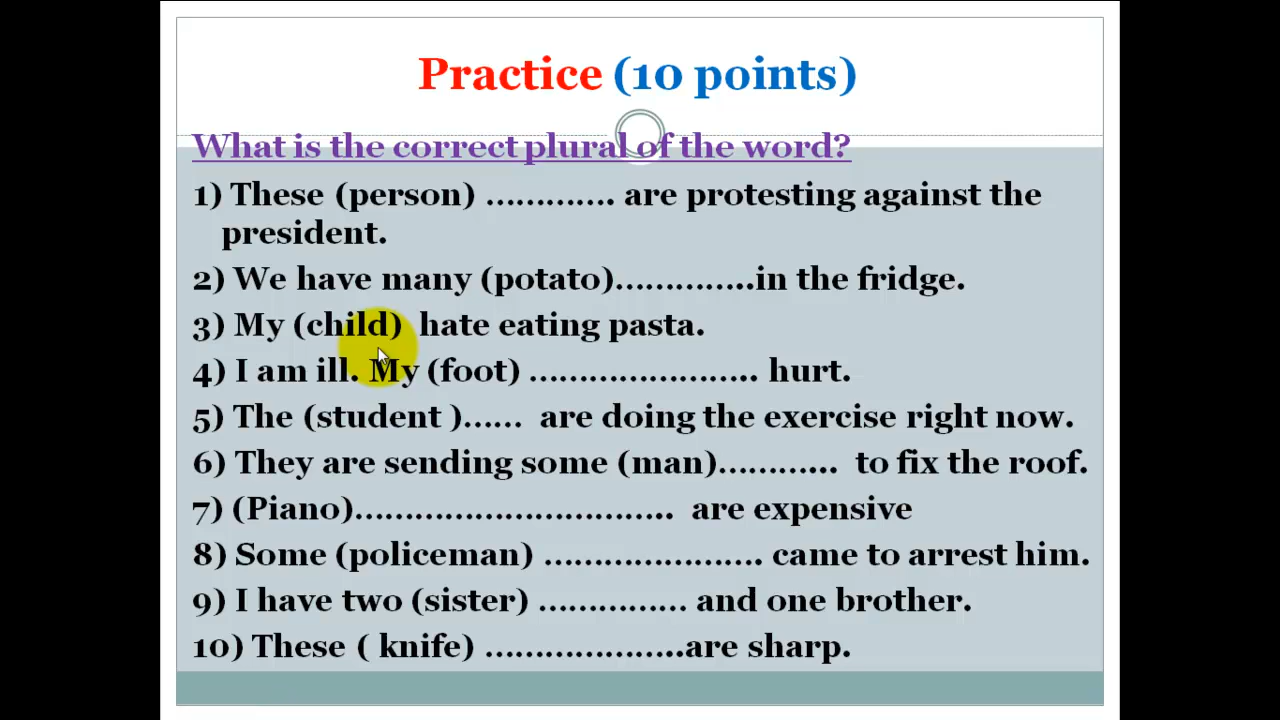 Practice (10 points)
What is the correct plural of the word?
1) These (person) …………. are protesting against the
president.
2) We have many (potato)…………..in the fridge.
3) My (child)  hate eating pasta.
4) I am ill. My (foot) ………………….. hurt.
5) The (student )……  are doing the exercise right now.
6) They are sending some (man)………...  to fix the roof.
7) (Piano)…………………………….  are expensive
8) Some (policeman) …………………. came to arrest him.
9) I have two (sister) …………… and one brother.
10) These ( knife) ………………..are sharp.